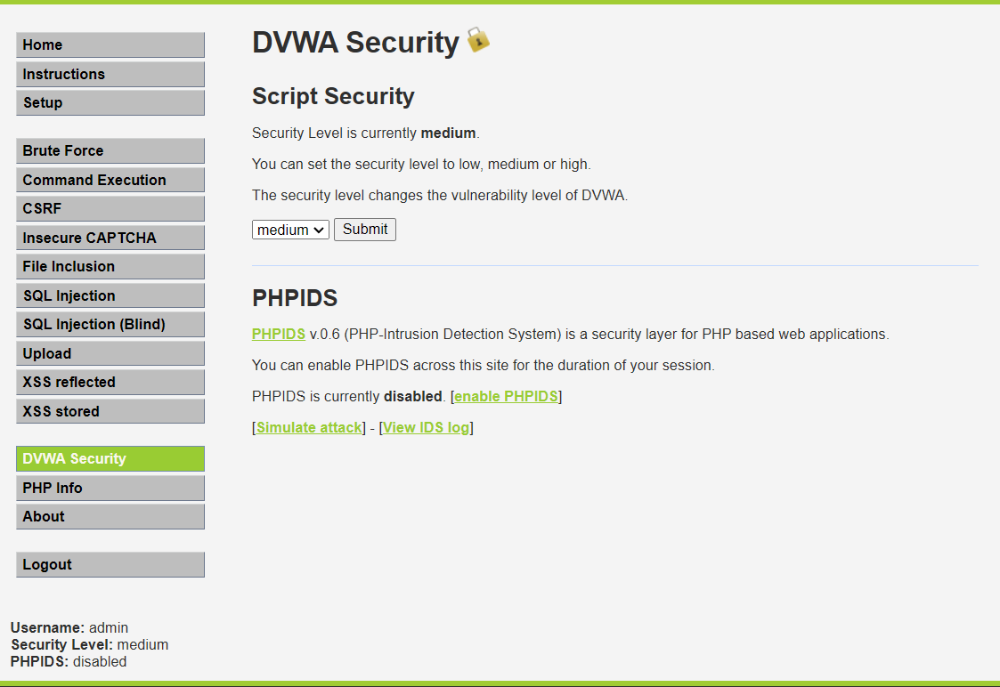 Home
Instructions
Setup
Brute Force
Command Execution
CSRF
Insecure CAPTCHA
File Inclusion
SQL Injection
SQL Injection (Blind)
Upload
XSS reflected
XSS stored
DVWA Security
PHP Info
About
Logout
Username: admin
Security Level: medium
PHPIDS: disabled
DVWA Security
Script Security
Security Level is currently medium.
You can set the security level to low, medium or high.
The security level changes the vulnerability level of DVWA.
medium Submit
PHPIDS
PHPIDS v.0.6 (PHP-Intrusion Detection System) is a security layer for PHP based web applications.
You can enable PHPIDS across this site for the duration of your session.
PHPIDS is currently disabled. [enable PHPIDS]
[Simulate attack] - [View IDS log]